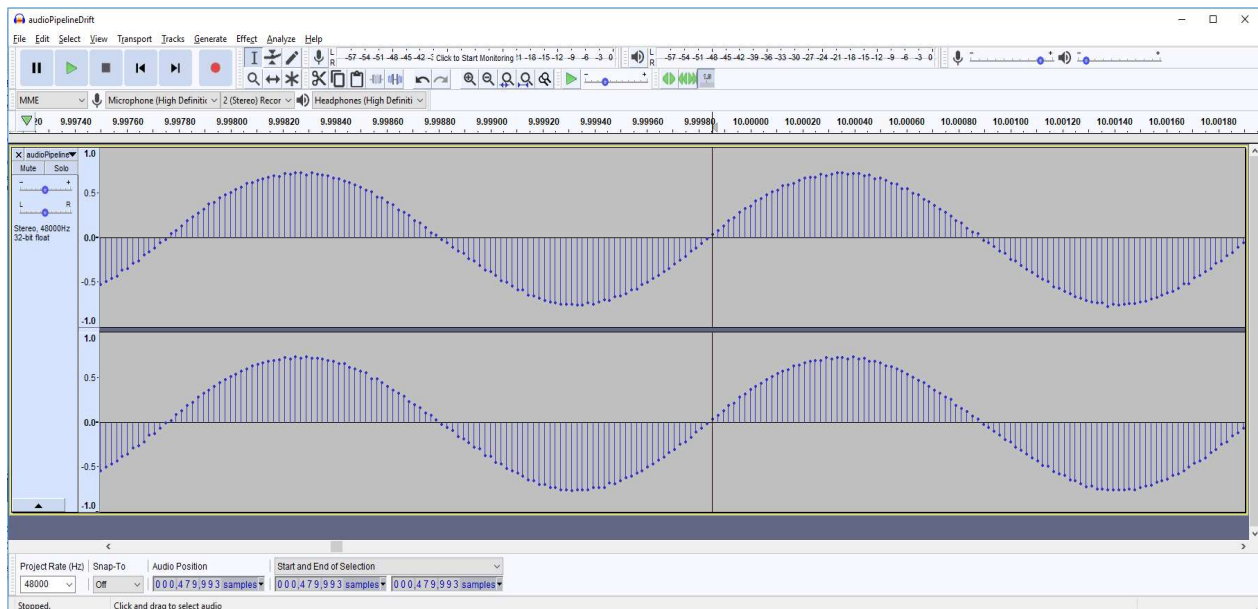 audioPipelineDrift
File Edit Select View Transport Tracks Generate Effect Analyze Help
L R -57 -54 -51 -48 -45 -42 -3 Click to Start Monitoring !1 -18 -15 -12 -9 -6 -3 0 L R -57 -54 -51 -48 -45 -42 -39 -36 -33 -30 -27 -24 -21 -18 -15 -12 -9 -6 -3 0 - + - +
- +
MME Microphone (High Definitic 2 (Stereo) Recor Headphones (High Definiti
9.99740 9.99760 9.99780 9.99800 9.99820 9.99840 9.99860 9.99880 9.99900 9.99920 9.99940 9.99960 9.99980 10.00000 10.00020 10.00040 10.00060 10.00080 10.00100 10.00120 10.00140 10.00160 10.00180
X audioPipeline 1.0
Mute Solo
- +
L R 0.5
Stereo, 48000Hz
32-bit float 0.0
-0.5
-1.0
1.0
0.5
0.0
-0.5
-1.0
Project Rate (Hz) Snap-To Audio Position Start and End of Selection
48000 Off 000,479,993 samples 000,479,993 samples 000,479,993 samples
Stopped. Click and drag to select audio